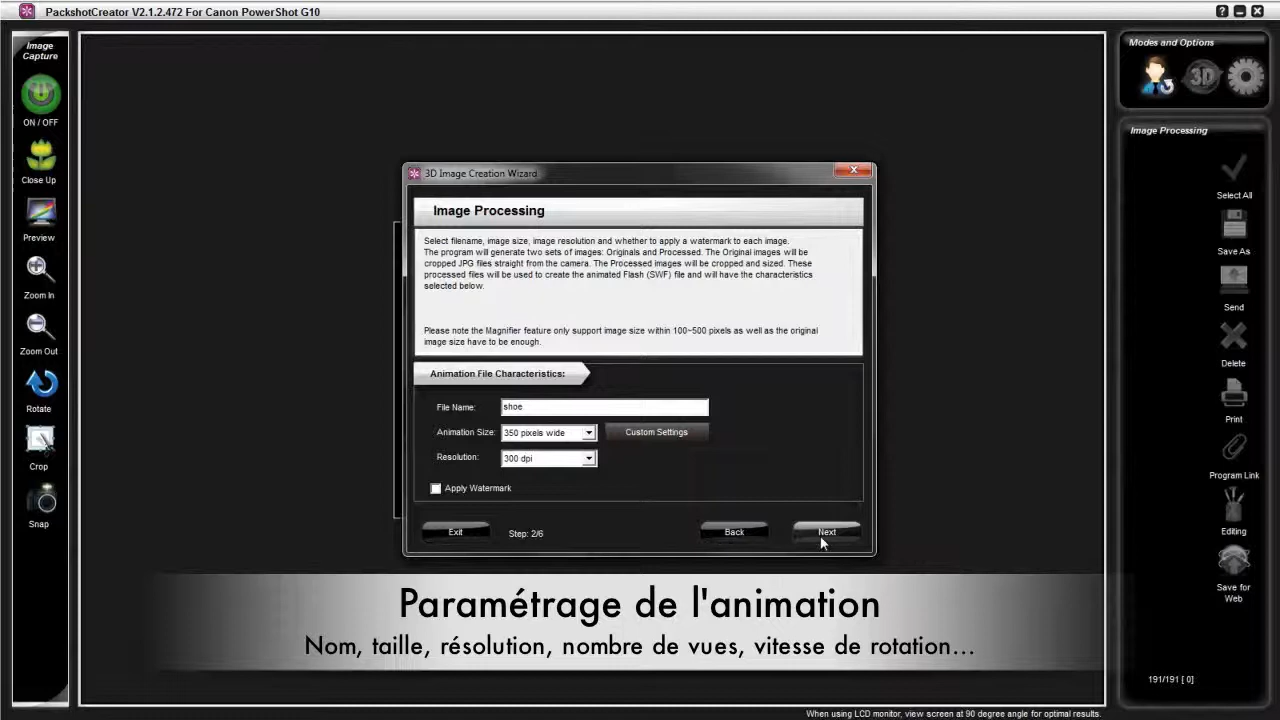 PackshotCreator V2.1.2.472 For Canon PowerShot G10
Image
Capture
ON / OFF
Close Up
Preview
Zoom In
Zoom Out
Rotate
Crop
Snap
3D Image Creation Wizard
Image Processing
Select filename, image size, image resolution and whether to apply a watermark to each image.
The program will generate two sets of images: Originals and Processed. The Original images will be
cropped JPG files straight from the camera. The Processed images will be cropped and sized. These
processed files will be used to create the animated Flash (SWF) file and will have the characteristics
selected below.
Please note the Magnifier feature only support image size within 100~500 pixels as well as the original
image size have to be enough.
Animation File Characteristics:
File Name: shoe
Animation Size: 350 pixels wide Custom Settings
Resolution: 300 dpi
Apply Watermark
Exit Step: 2/6 Back Next
Paramétrage de l'animation
Nom, taille, résolution, nombre de vues, vitesse de rotation...
Modes and Options
3D
Image Processing
Select All
Save As
Send
Delete
Print
Program Link
Editing
Save for
Web
191/191 [ 0]
When using LCD monitor, view screen at 90 degree angle for optimal results.